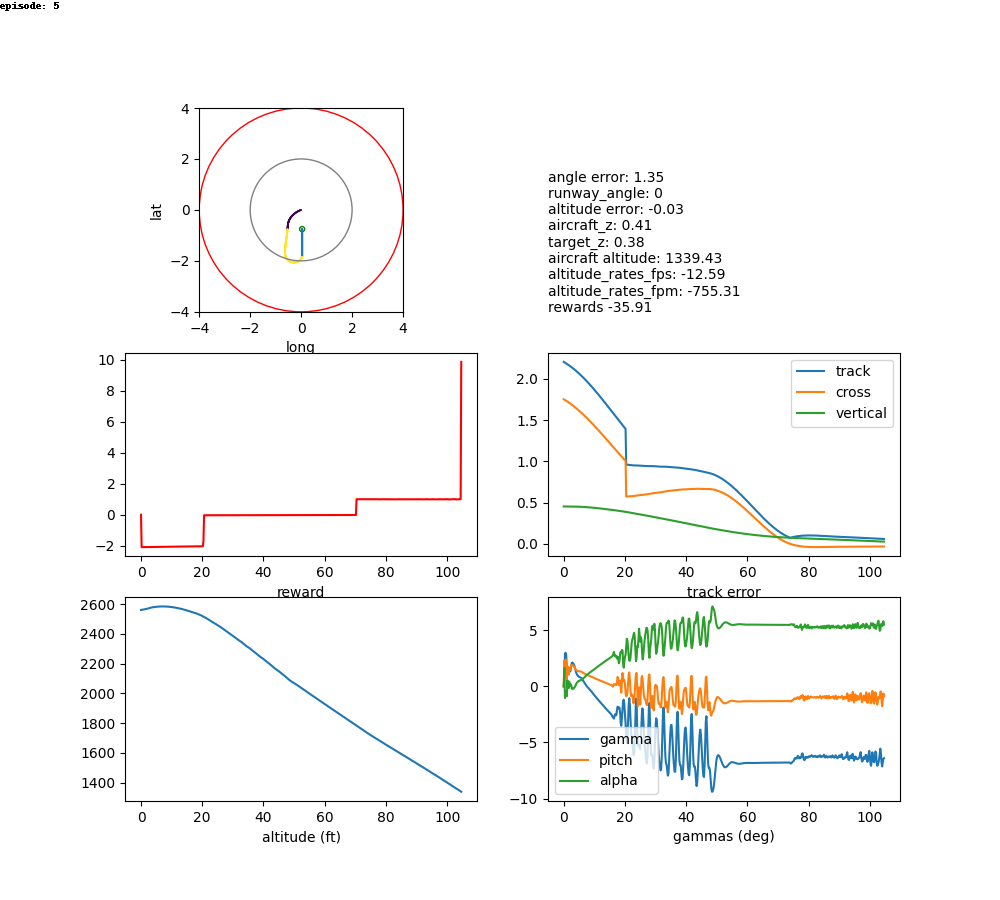 episode: 5
4
2
0
−2
−4
lat
−4 −2 0 2 4
long
angle error: 1.35
runway_angle: 0
altitude error: -0.03
aircraft_z: 0.41
target_z: 0.38
aircraft altitude: 1339.43
altitude_rates_fps: -12.59
altitude_rates_fpm: -755.31
rewards -35.91
10
8
6
4
2
0
−2
0 20 40 60 80 100
reward
2.0
1.5
1.0
0.5
0.0
track
cross
vertical
0 20 40 60 80 100
track error
2600
2400
2200
2000
1800
1600
1400
0 20 40 60 80 100
altitude (ft)
5
0
−5
−10
gamma
pitch
alpha
0 20 40 60 80 100
gammas (deg)